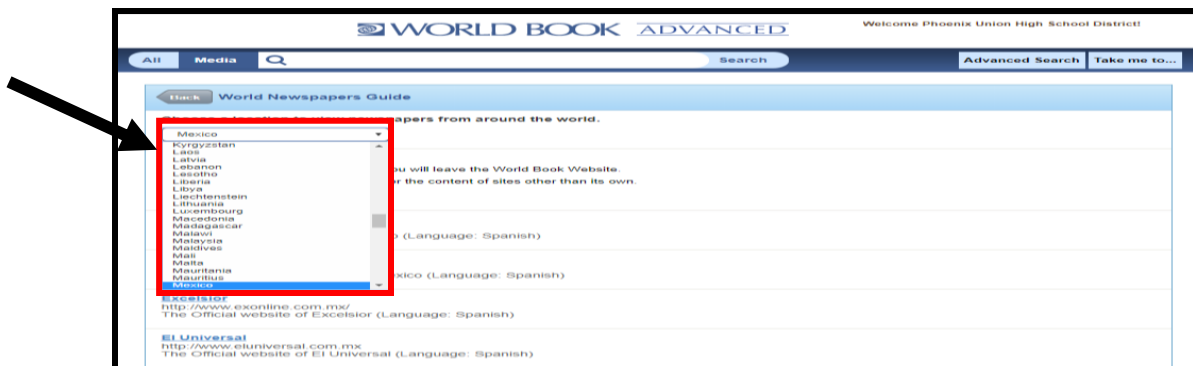 WORLD BOOK ADVANCED
Welcome Phoenix Union High School District!
All Media Search Advanced Search Take me to...
Back World Newspapers Guide
newspapers from around the world.
Mexico
Kyrgyzstan
Laos
Latvia
Lebanon
Lesotho
Liberia
Libya
Liechtenstein
Lithuania
Luxembourg
Macedonia
Madagascar
Malawi
Malaysia
Maldives
Mali
Malta
Mauritania
Mauritius
Mexico
you will leave the World Book Website.
for the content of sites other than its own.
(Language: Spanish)
Mexico (Language: Spanish)
Excelsior
http://www.exonline.com.mx/
The Official website of Excelsior (Language: Spanish)
El Universal
http://www.eluniversal.com.mx
The Official website of El Universal (Language: Spanish)